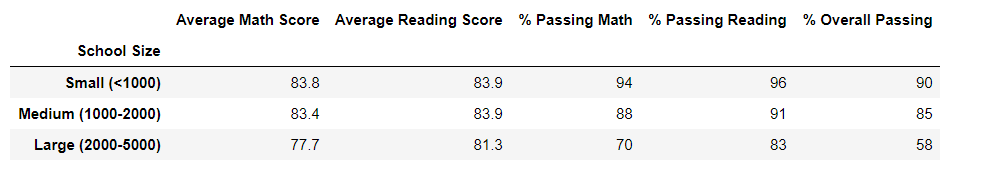 Average Math Score Average Reading Score % Passing Math % Passing Reading % Overall Passing
School Size
Small (<1000) 83.8 83.9 94 96 90
Medium (1000-2000) 83.4 83.9 88 91 85
Large (2000-5000) 77.7 81.3 70 83 58